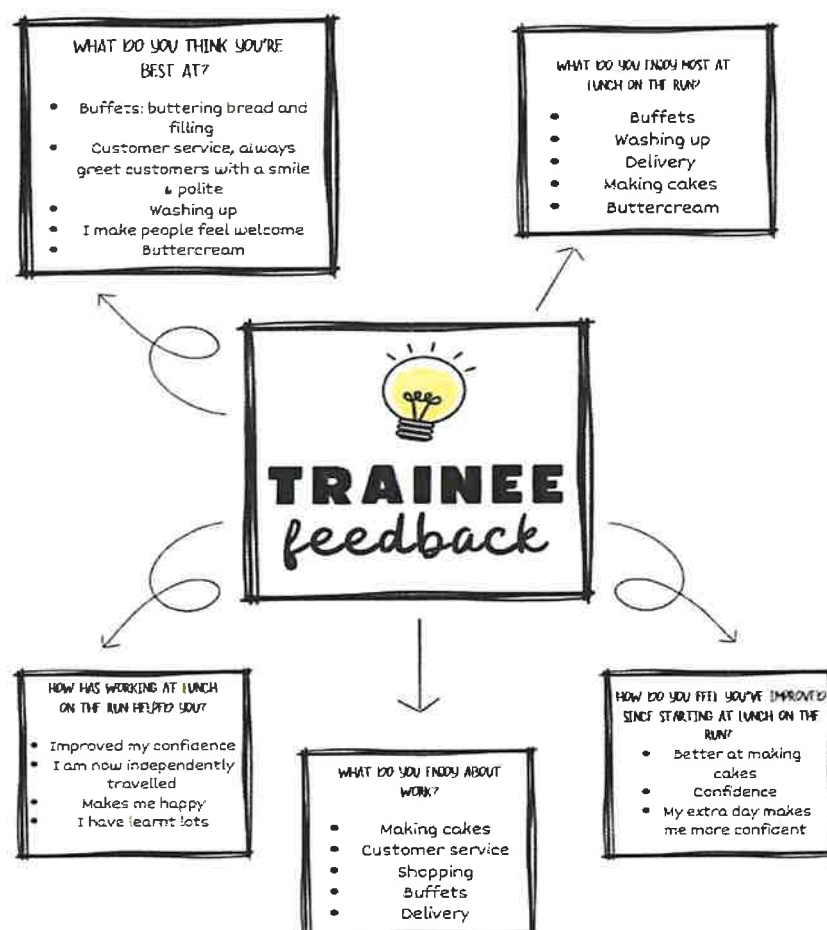 WHAT DO YOU THINK YOU'RE
BEST AT?
• Buffets: buttering bread and
filling
• Customer service, always
greet customers with a smile
& polite
• Washing up
• I make people feel welcome
• Buttercream
WHAT DO YOU ENJOY MOST AT
LUNCH ON THE RUN?
• Buffets
• Washing up
• Delivery
• Making cakes
• Buttercream
TRAINEE
feedback
HOW HAS WORKING AT LUNCH
ON THE RUN HELPED YOU?
• Improved my confidence
• I am now independently
travelled
• Makes me happy
• I have learnt lots
WHAT DO YOU ENJOY ABOUT
WORK?
• Making cakes
• Customer service
• Shopping
• Buffets
• Delivery
HOW DO YOU FEEL YOU'VE IMPROVED
SINCE STARTING AT LUNCH ON THE
RUN?
• Better at making
cakes
• Confidence
• My extra day makes
me more confident